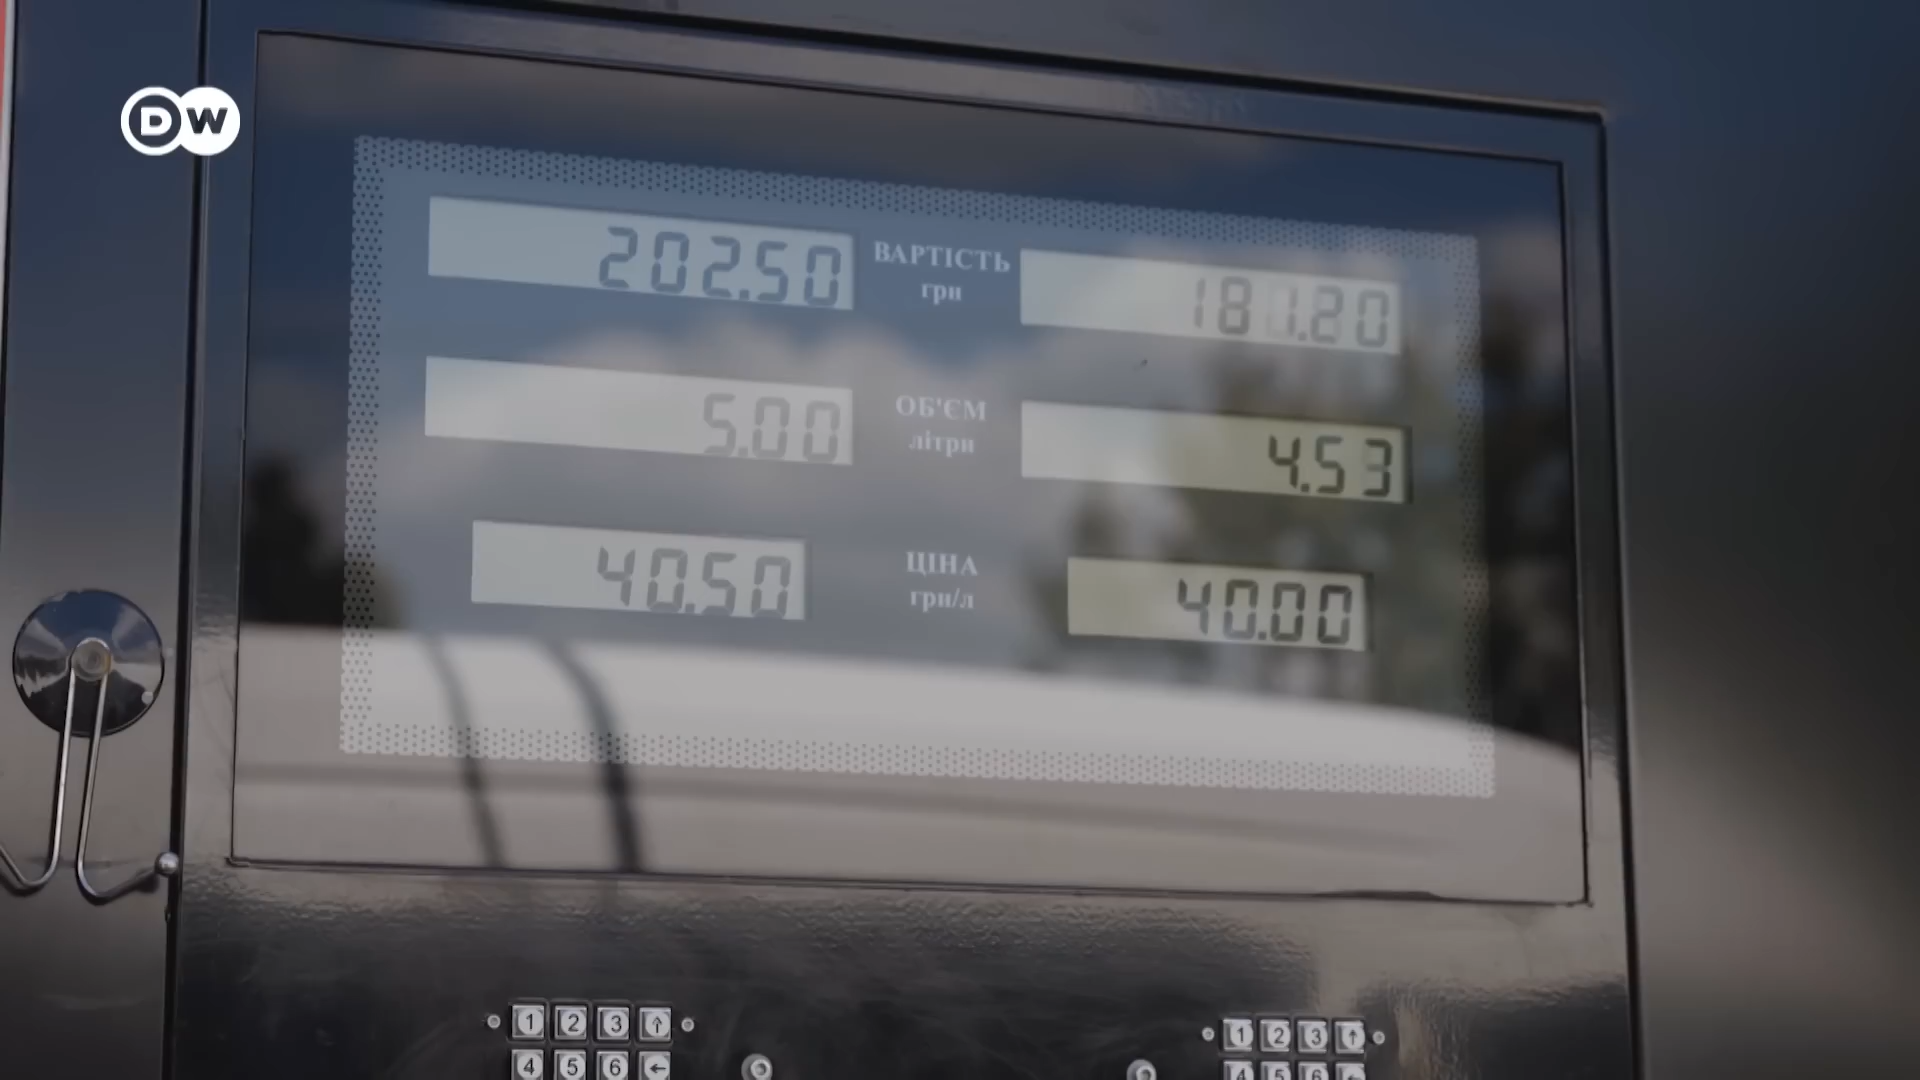 DW
202.50 ВАРТІСТЬ 181.20
грн
5.00 ОБ'ЄМ 4.53
літри
40.50 ЦІНА 40.00
грн/л
1 2 3 ↑ 1 2 3 ↑
4 5 6 ← 4 5 6 ←